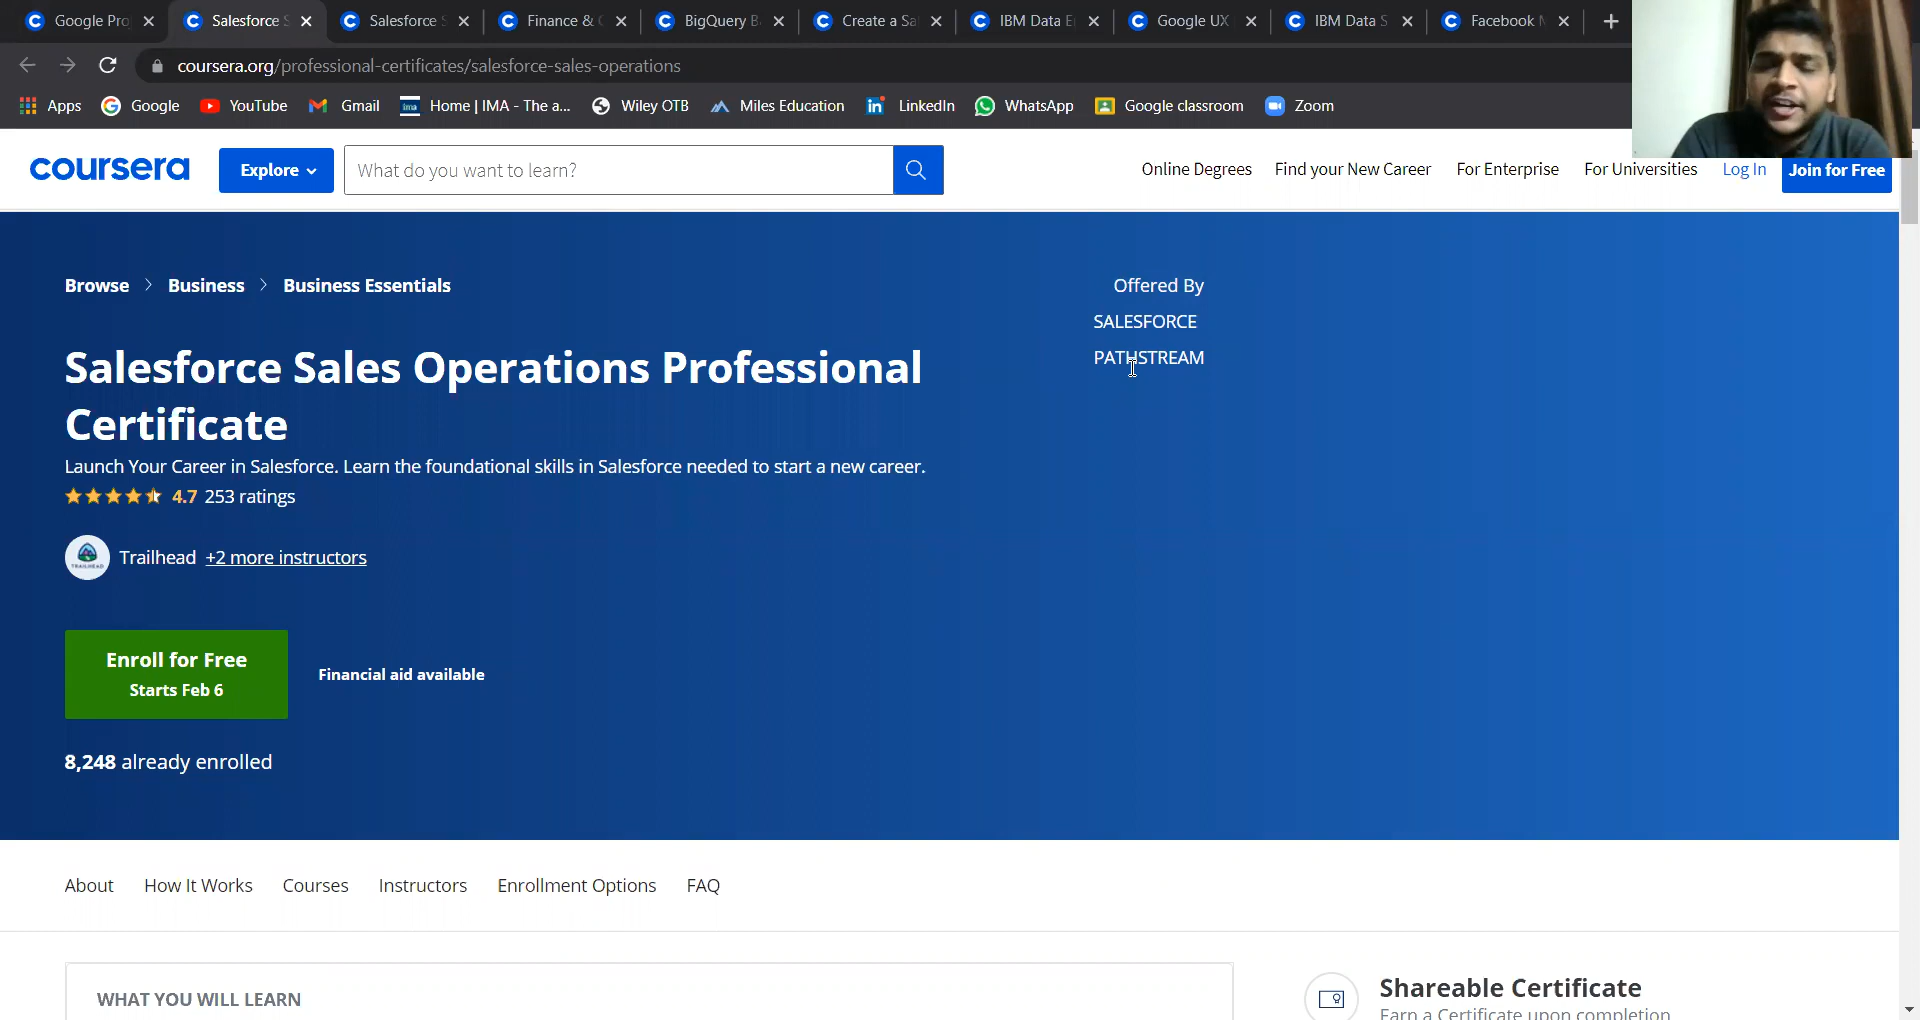 Google Pro
Salesforce S
Salesforce S
Finance & C
BigQuery B
Create a Sa
IBM Data E
Google UX
IBM Data S
Facebook M
coursera.org/professional-certificates/salesforce-sales-operations
Apps
Google
YouTube
Gmail
ima
Home | IMA - The a...
Wiley OTB
Miles Education
in
LinkedIn
WhatsApp
Google classroom
Zoom
coursera
Explore
What do you want to learn?
Online Degrees
Find your New Career
For Enterprise
For Universities
Log In
Join for Free
Browse > Business > Business Essentials
Offered By
SALESFORCE
PATHSTREAM
Salesforce Sales Operations Professional
Certificate
Launch Your Career in Salesforce. Learn the foundational skills in Salesforce needed to start a new career.
4.7 253 ratings
TRAILHEAD
Trailhead +2 more instructors
Enroll for Free
Starts Feb 6
Financial aid available
8,248 already enrolled
About
How It Works
Courses
Instructors
Enrollment Options
FAQ
WHAT YOU WILL LEARN
Shareable Certificate
Earn a Certificate upon completion